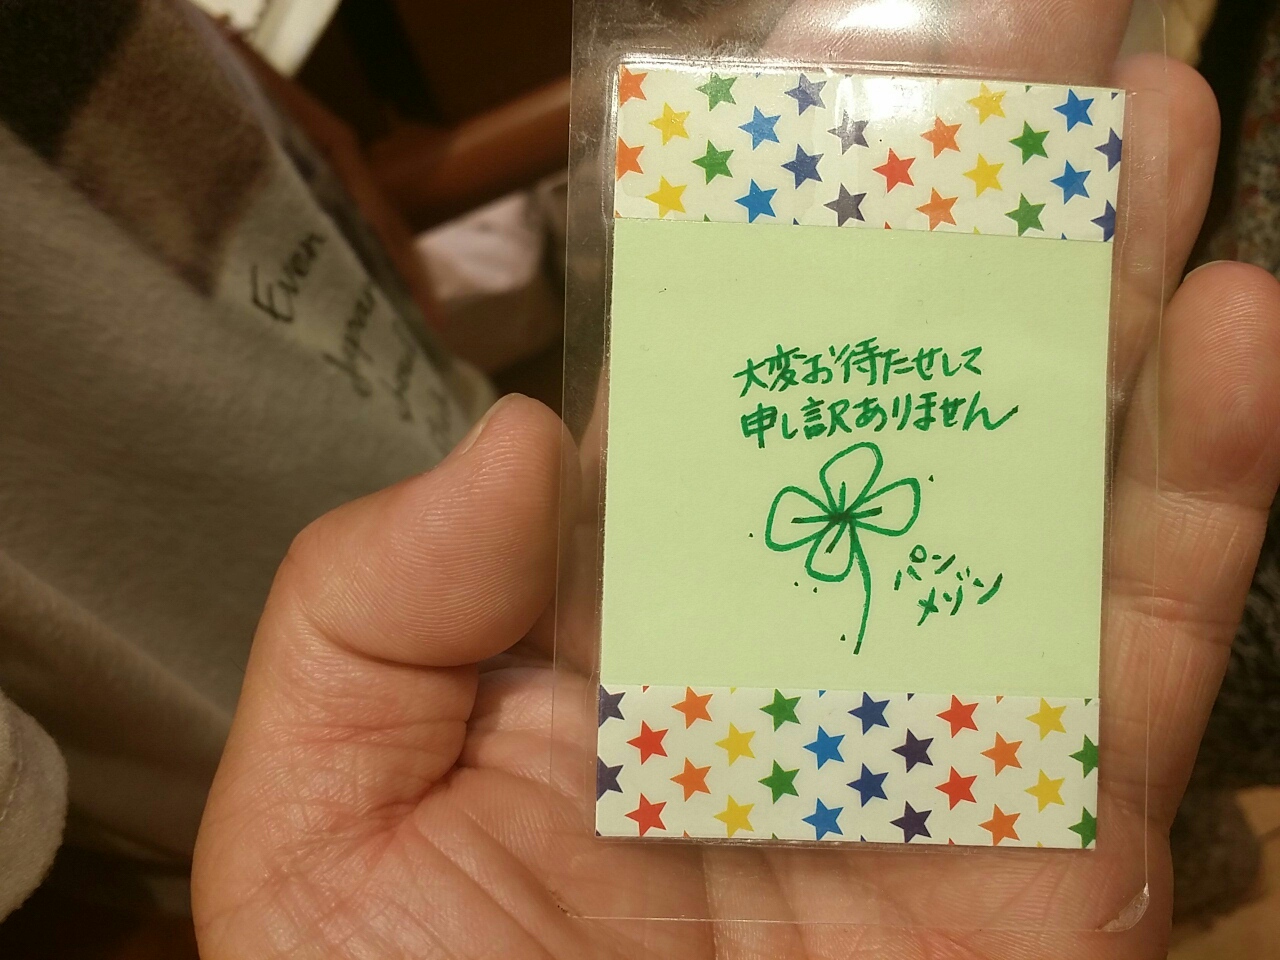 大変お待たせして
申し訳ありません
パンメゾン
Even